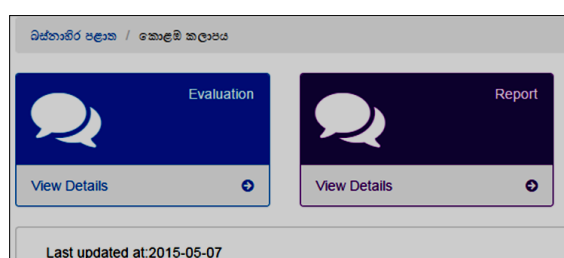 බස්නාහිර පළාත / කොළඹ කලාපය
Evaluation
Report
View Details
View Details
Last updated at:2015-05-07